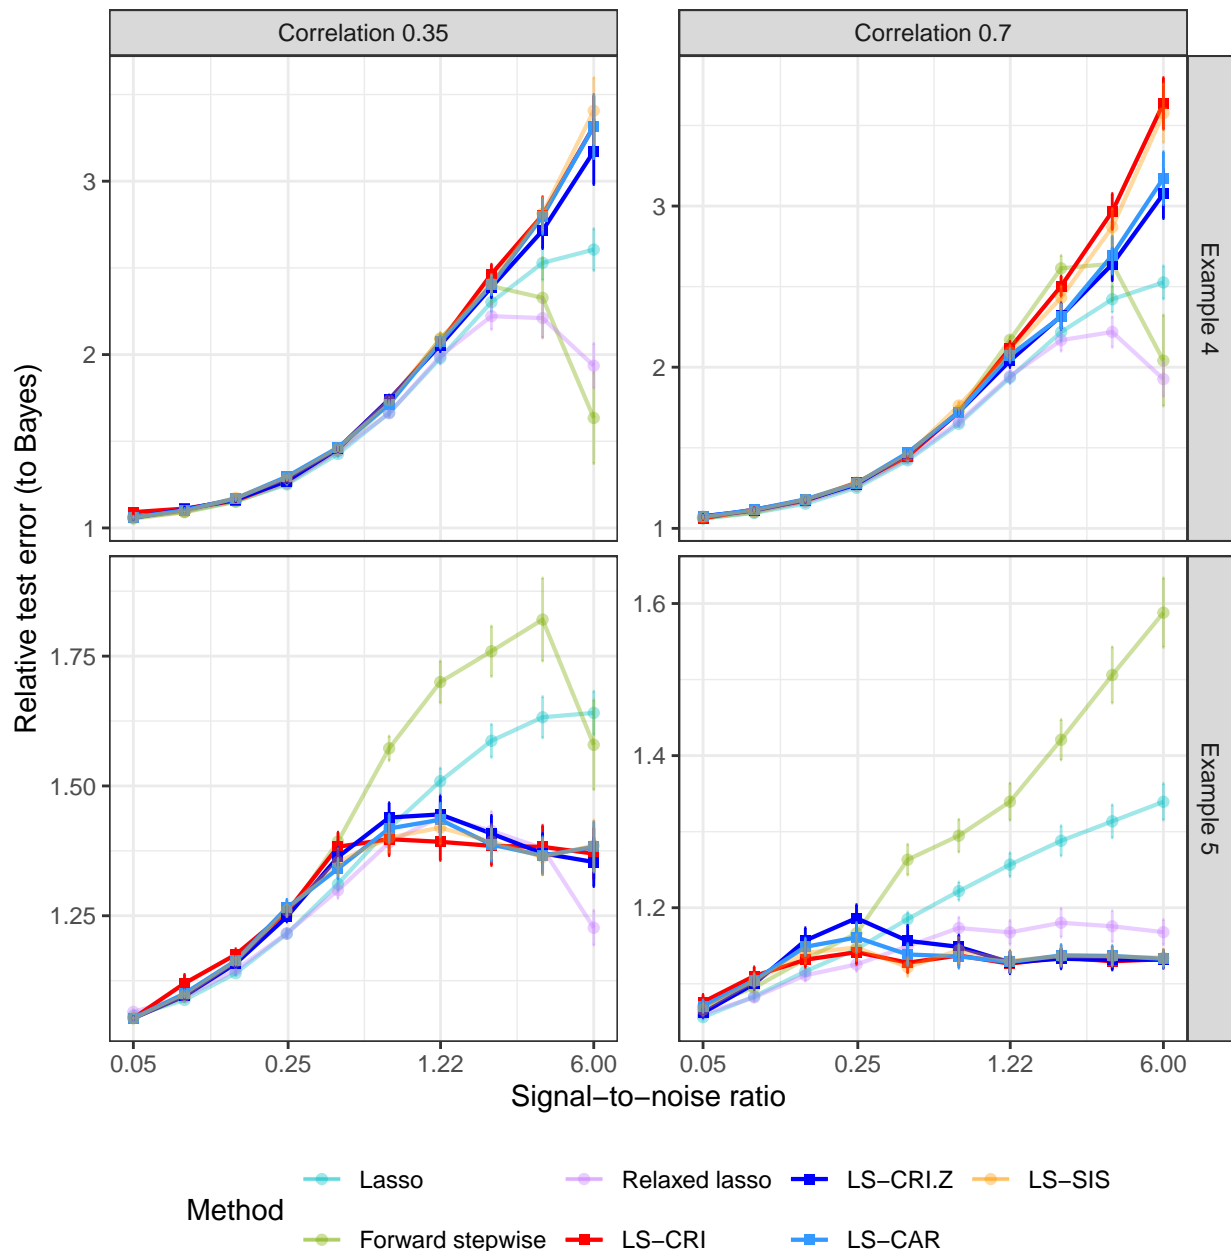 Correlation 0.35
Correlation 0.7
3
2
1
3
2
1
Example 4
Relative test error (to Bayes)
1.75
1.50
1.25
1.6
1.4
1.2
Example 5
0.05
0.25
1.22
6.00
0.05
0.25
1.22
6.00
Signal−to−noise ratio
Method
Lasso
Relaxed lasso
LS−CRI.Z
LS−SIS
Forward stepwise
LS−CRI
LS−CAR